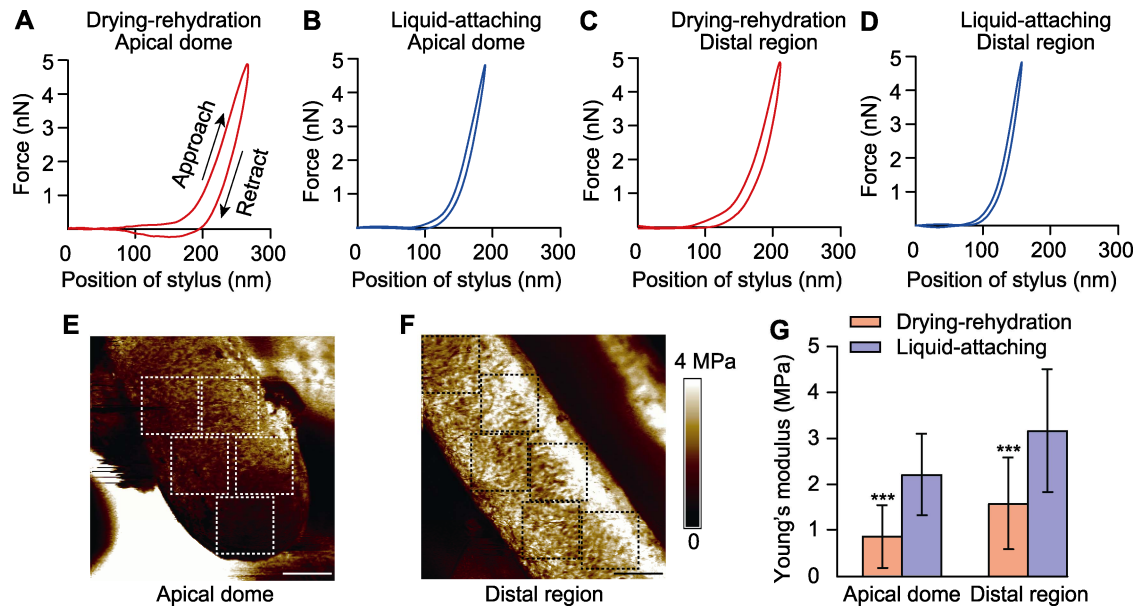 A
Drying-rehydration
Apical dome
5
4
3
2
1
Force (nN)
Approach
Retract
0 100 200 300
Position of stylus (nm)
B
Liquid-attaching
Apical dome
5
4
3
2
1
Force (nN)
0 100 200 300
Position of stylus (nm)
C
Drying-rehydration
Distal region
5
4
3
2
1
Force (nN)
0 100 200 300
Position of stylus (nm)
D
Liquid-attaching
Distal region
5
4
3
2
1
Force (nN)
0 100 200 300
Position of stylus (nm)
E
Apical dome
F
Distal region
4 MPa
0
G
Drying-rehydration
Liquid-attaching
Young's modulus (MPa)
5
4
3
2
1
0
***
***
Apical dome Distal region